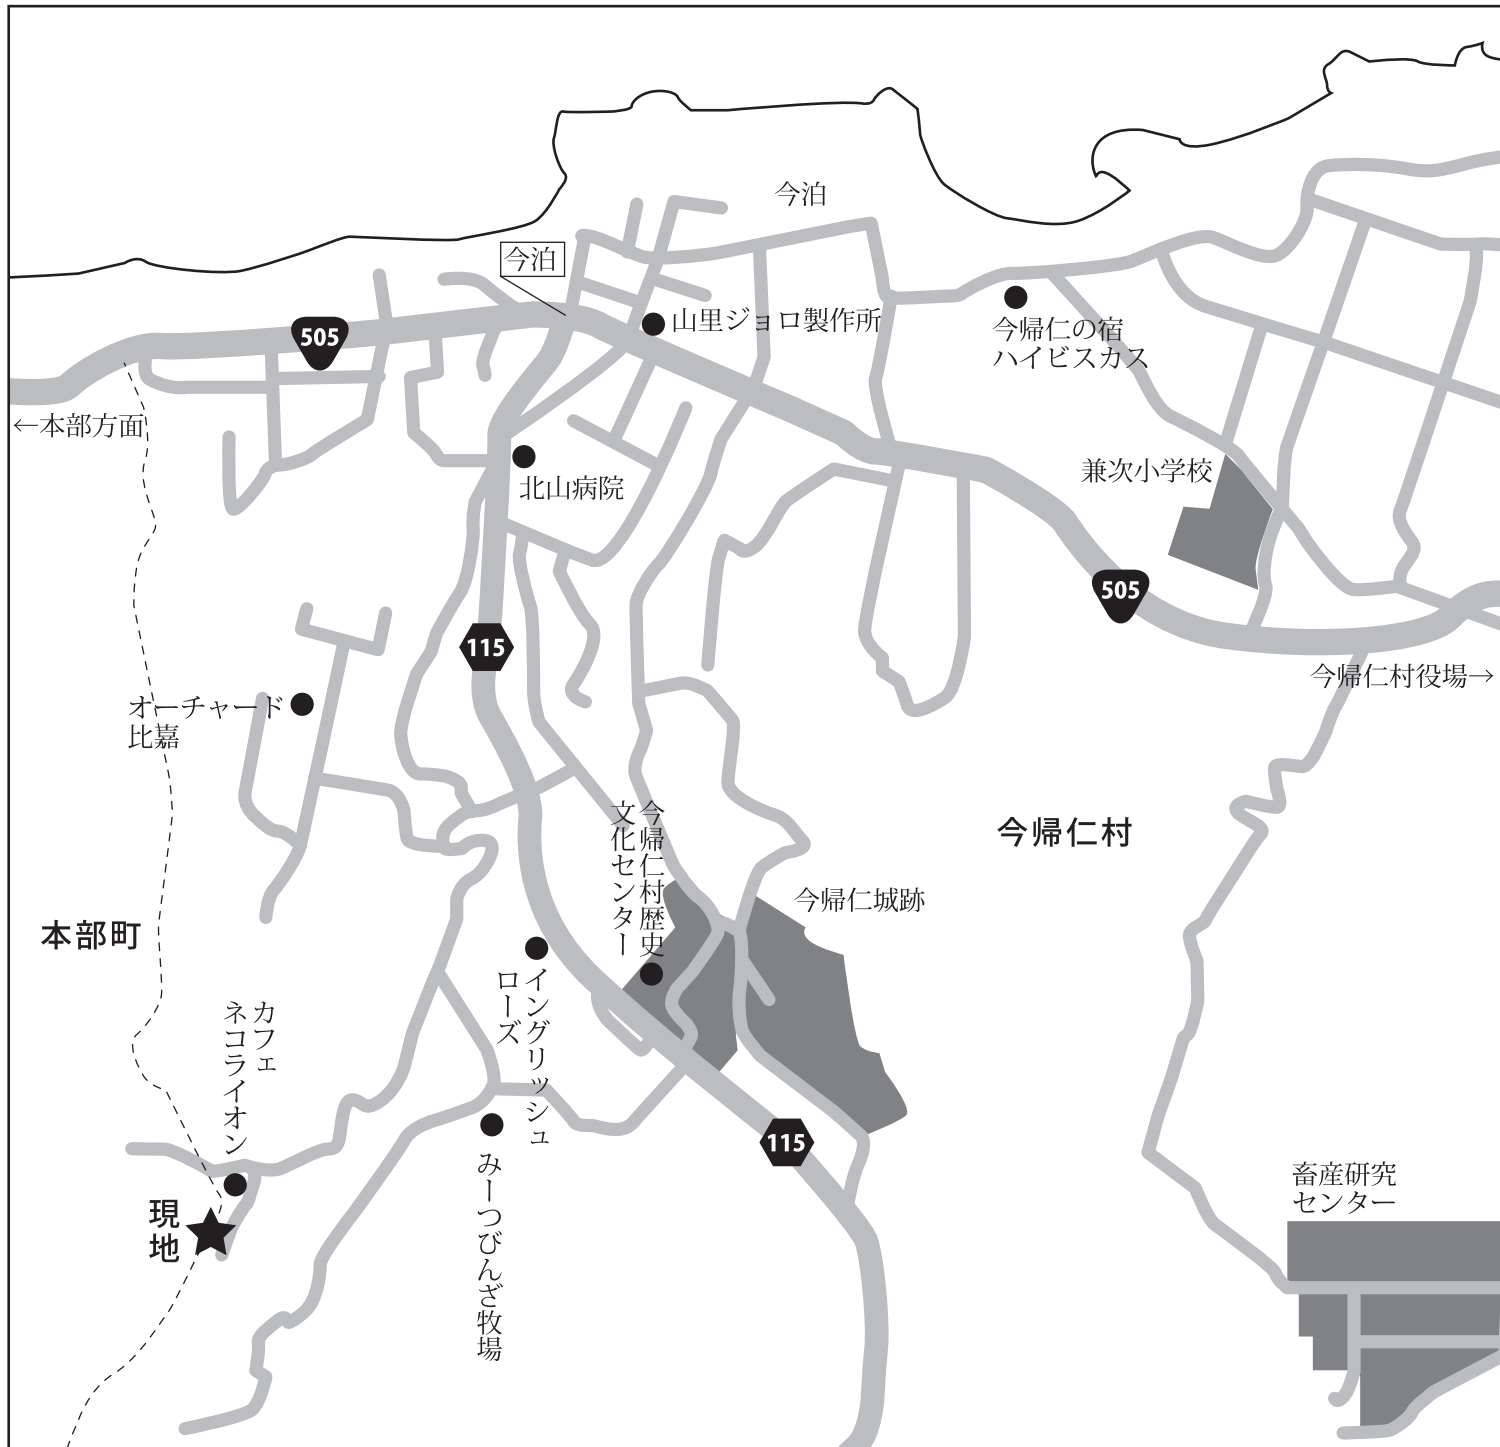 今泊
今泊
505
山里ジョロ製作所
今帰仁の宿
ハイビスカス
←本部方面
北山病院
兼次小学校
505
115
今帰仁村役場→
オーチャード
比嘉
今帰仁村歴史
文化センター
今帰仁村
今帰仁城跡
本部町
イングリッシュ
ローズ
カフェ
ネコライオン
115
みーつびんざ牧場
畜産研究
センター
現地